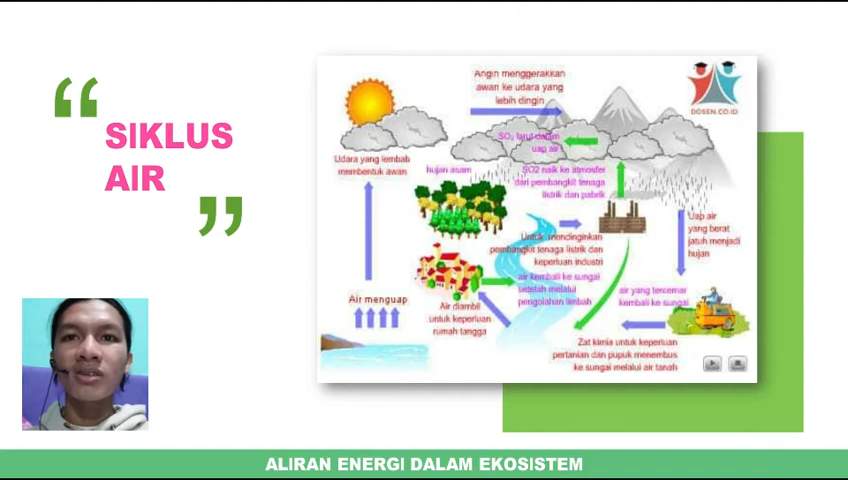 SIKLUS
AIR
Angin menggerakkan
awan ke udara yang
lebih dingin
DOSEN.CO.ID
SO₂ larut dalam
uap air
Udara yang lembab
membentuk awan
hujan asam
SO2 naik ke atmosfer
dari pembangkit tenaga
listrik dan pabrik
Uap air
yang berat
jatuh menjadi
hujan
Untuk mendinginkan
pembangkit tenaga listrik dan
keperluan industri
air kembali ke sungai
setelah melalui
pengolahan limbah
air yang tercemar
kembali ke sungai
Air menguap
Air diambil
untuk keperluan
rumah tangga
Zat kimia untuk keperluan
pertanian dan pupuk menembus
ke sungai melalui air tanah
ALIRAN ENERGI DALAM EKOSISTEM